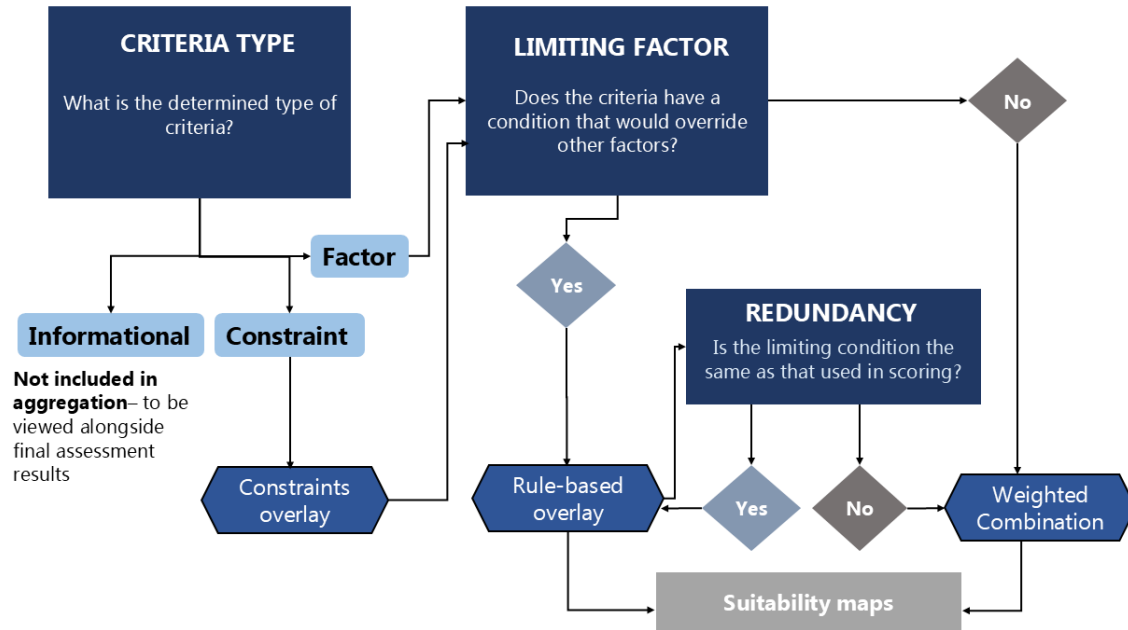 CRITERIA TYPE
What is the determined type of
criteria?
LIMITING FACTOR
Does the criteria have a
condition that would override
other factors?
No
Factor
Yes
Informational
Constraint
Not included in
aggregation– to be
viewed alongside
final assessment
results
REDUNDANCY
Is the limiting condition the
same as that used in scoring?
Constraints
overlay
Rule-based
overlay
Yes
No
Weighted
Combination
Suitability maps